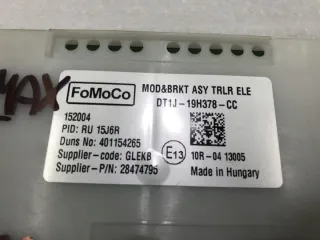 FoMoCo
MOD&BRKT ASY TRLR ELE
DT1J-19H378-CC
152004
PID: RU 15J6R
Duns No: 401154265
Supplier-code: GLEKB
Supplier-P/N: 28474795
E13
10R-04 13005
Made in Hungary
MAX